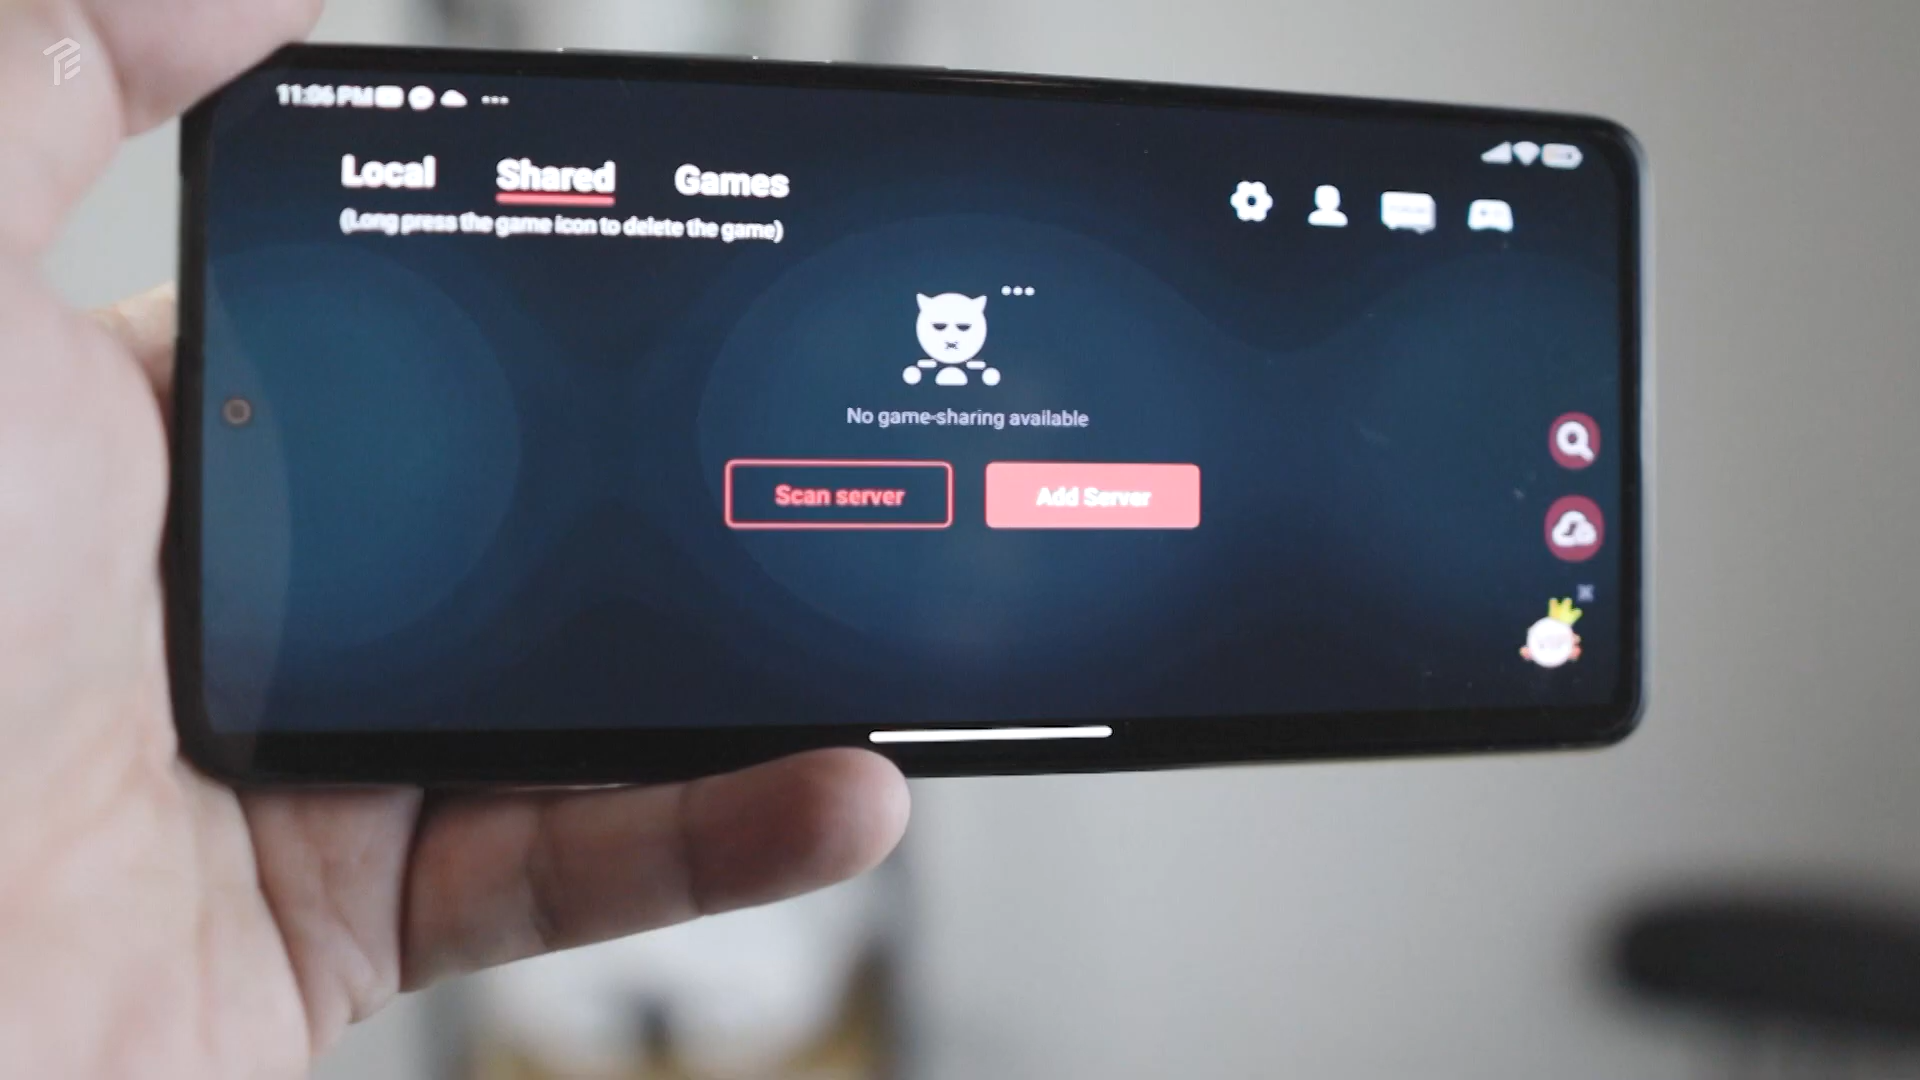 11:06 PM
Local Shared Games
(Long press the game icon to delete the game)
No game-sharing available
Scan server Add Server